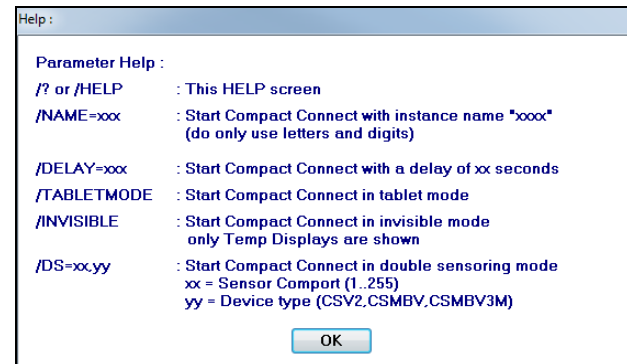 Help :
Parameter Help :
/? or /HELP : This HELP screen
/NAME=xxx : Start Compact Connect with instance name "xxxx"
(do only use letters and digits)
/DELAY=xxx : Start Compact Connect with a delay of xx seconds
/TABLETMODE : Start Compact Connect in tablet mode
/INVISIBLE : Start Compact Connect in invisible mode
only Temp Displays are shown
/DS=xx,yy : Start Compact Connect in double sensoring mode
xx = Sensor Comport (1..255)
yy = Device type (CSV2,CSMBV,CSMBV3M)
OK